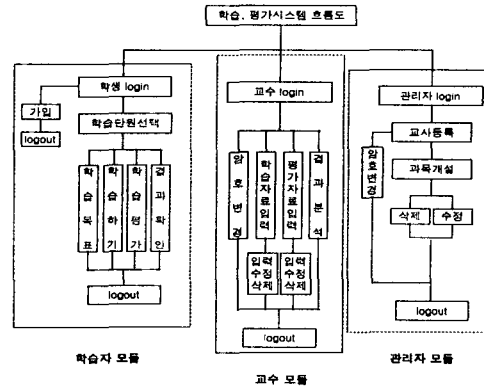 학습, 평가시스템 흐름도
학생 login
가입
logout
학습단원선택
학습목표
학습하기
학습평가
결과확인
logout
학습자 모듈
교수 login
암호변경
학습자료입력
평가자료입력
결과분석
입력
수정
삭제
입력
수정
삭제
logout
교수 모듈
관리자 login
교사등록
암호변경
과목개설
삭제
수정
logout
관리자 모듈